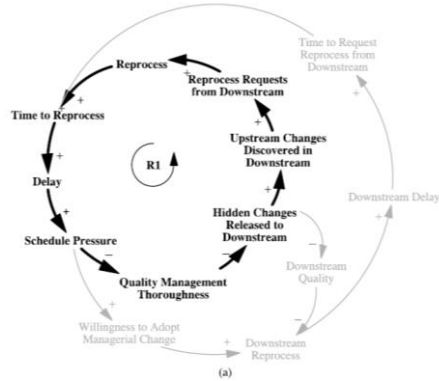 Time to Request
Reprocess from
Downstream
Reprocess
Reprocess Requests
from Downstream
Time to Reprocess
Upstream Changes
Discovered in
Downstream
R1
Delay
Downstream Delay
Hidden Changes
Released to
Downstream
Schedule Pressure
Downstream
Quality
Quality Management
Thoroughness
Willingness to Adopt
Managerial Change
Downstream
Reprocess
(a)
+
+
+
+
+
+
+
+
+
+
+
−
−
−
−